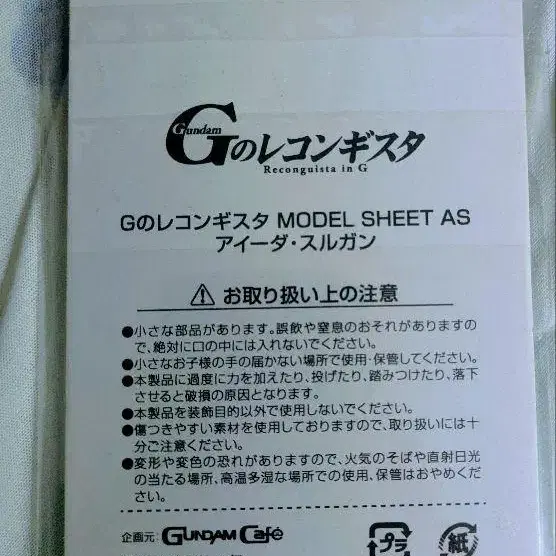 Gundam
Gのレコンギスタ
Reconguista in G
Gのレコンギスタ MODEL SHEET AS
アイーダ・スルガン
お取り扱い上の注意
●小さな部品があります。誤飲や窒息のおそれがありますの
で、絶対に口の中には入れないでください。
●小さなお子様の手の届かない場所で使用・保管してください。
●本製品に過度に力を加えたり、投げたり、踏みつけたり、落下
させると破損の原因となります。
●本製品を装飾目的以外で使用しないでください。
●傷つきやすい素材を使用しておりますので、取り扱いには十
分ご注意ください。
●変形や変色の恐れがありますので、火気のそばや直射日光
の当たる場所、高温多湿な場所での使用、保管はおやめくだ
さい。
企画元: GUNDAM Café
プラ
紙